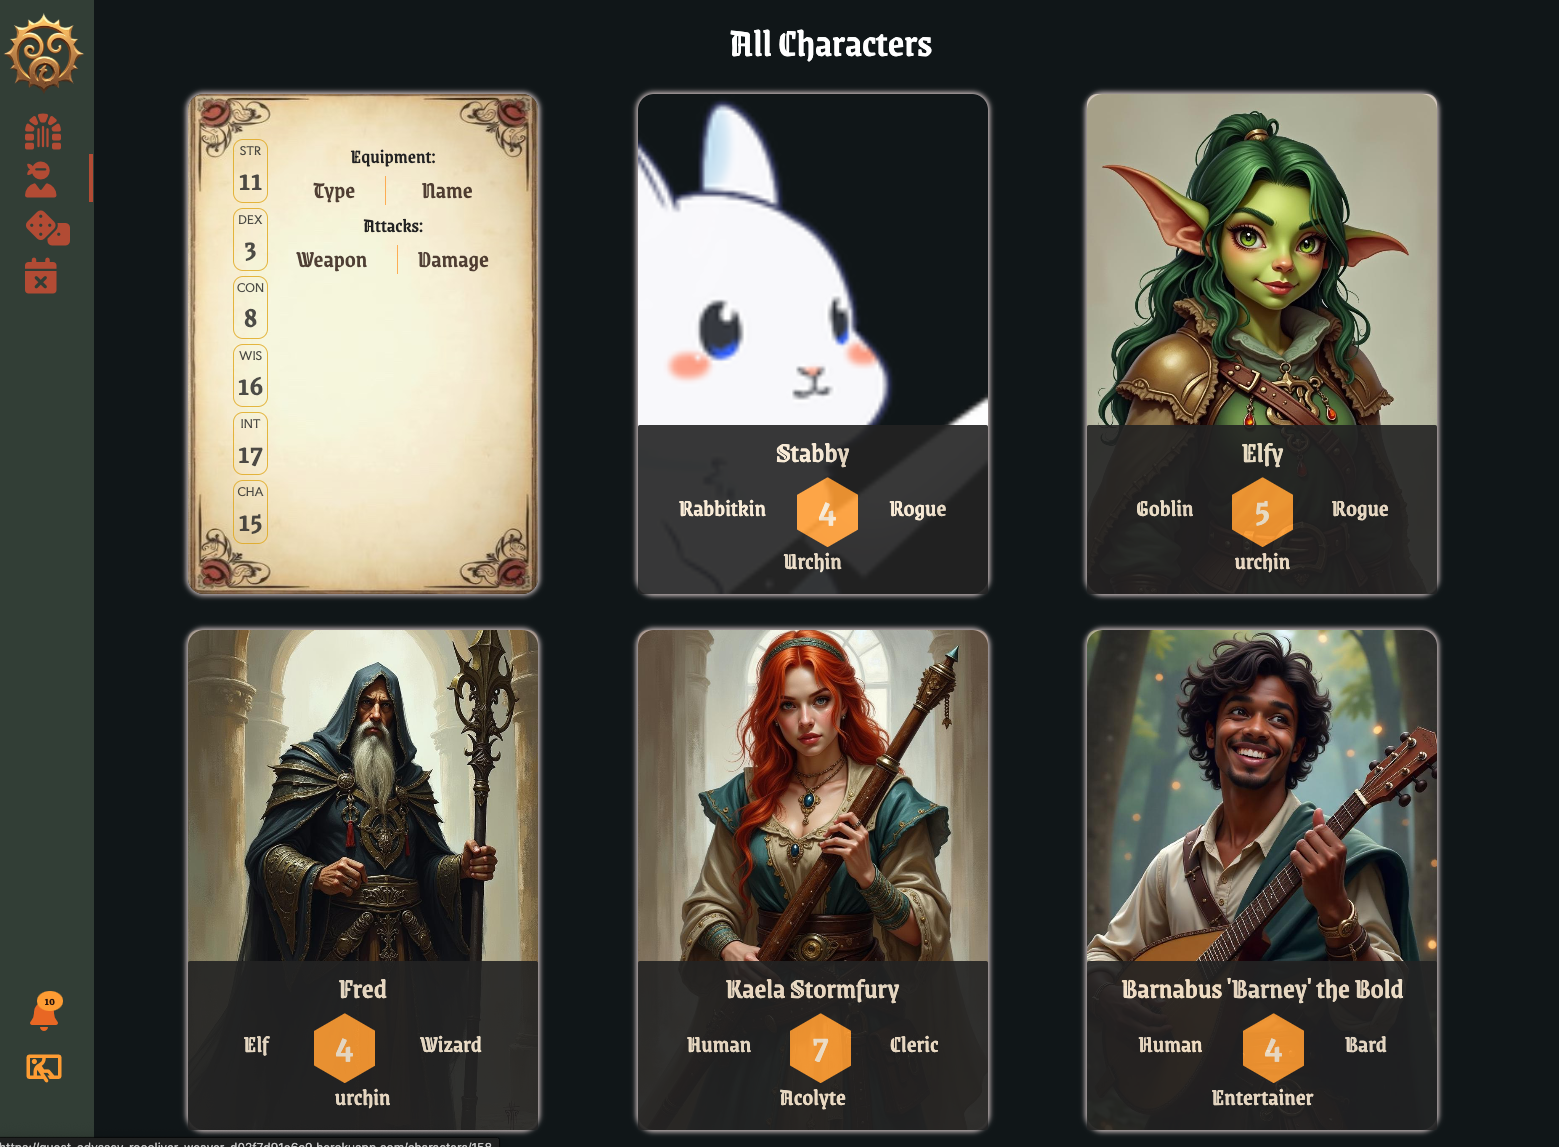 All Characters
STR
11
DEX
3
CON
8
WIS
16
INT
17
CHA
15
Equipment:
Type Name
Attacks:
Weapon Damage
Stabby
Rabbitkin 4 Rogue
Urchin
Elfy
Goblin 5 Rogue
urchin
Fred
Elf 4 Wizard
urchin
Kaela Stormfury
Human 7 Cleric
Acolyte
Barnabus 'Barney' the Bold
Human 4 Bard
Entertainer
10